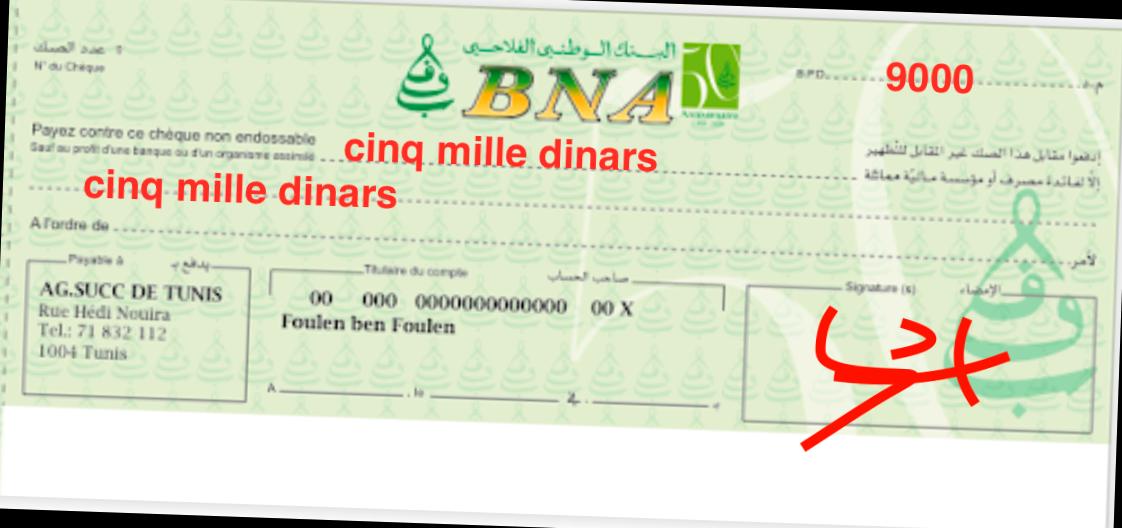 عدد الصك
N° du Chèque
البنك الوطني الفلاحي
BNA
50
B.P.D. 9000 م.د.
Payez contre ce chèque non endossable
Sauf au profit d'une banque ou d'un organisme assimilé
cinq mille dinars
إدفعوا مقابل هذا الصك غير القابل للتظهير
إلا لفائدة مصرف أو مؤسسة مالية مماثلة
cinq mille dinars
A l'ordre de
لأمر
Payable à يدفع بـ
AG.SUCC DE TUNIS
Rue Hédi Nouira
Tel.: 71 832 112
1004 Tunis
Titulaire du compte صاحب الحساب
00 000 0000000000000 00 X
Foulen ben Foulen
A , le
Signature (s) الإمضاء